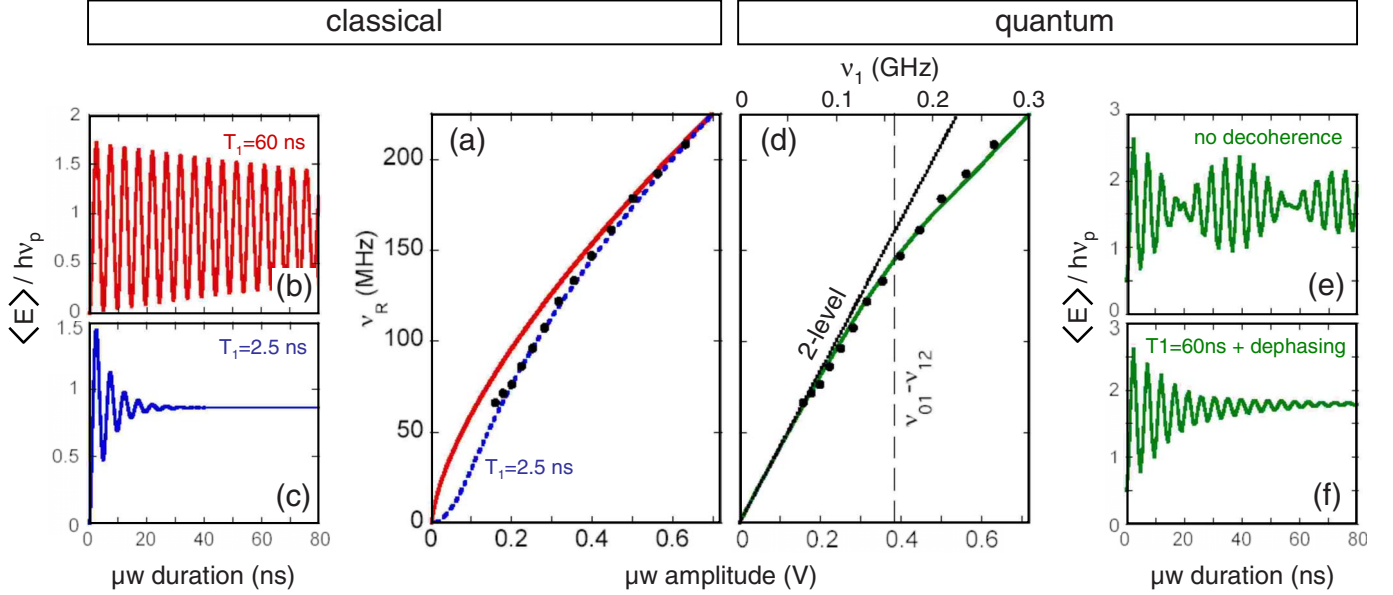 classical
quantum
⟨E⟩ / hν_p
2
1.5
1
0.5
0
T₁=60 ns
(b)
1.5
1
0.5
0
T₁=2.5 ns
(c)
0 20 40 60 80
μw duration (ns)
ν_R (MHz)
200
150
100
50
0
(a)
T₁=2.5 ns
0 0.2 0.4 0.6
μw amplitude (V)
ν₁ (GHz)
0 0.1 0.2 0.3
(d)
2-level
ν₀₁-ν₁₂
0.2 0.4 0.6
⟨E⟩ / hν_p
3
2
1
0
no decoherence
(e)
3
2
1
0
T1=60ns + dephasing
(f)
0 20 40 60 80
μw duration (ns)